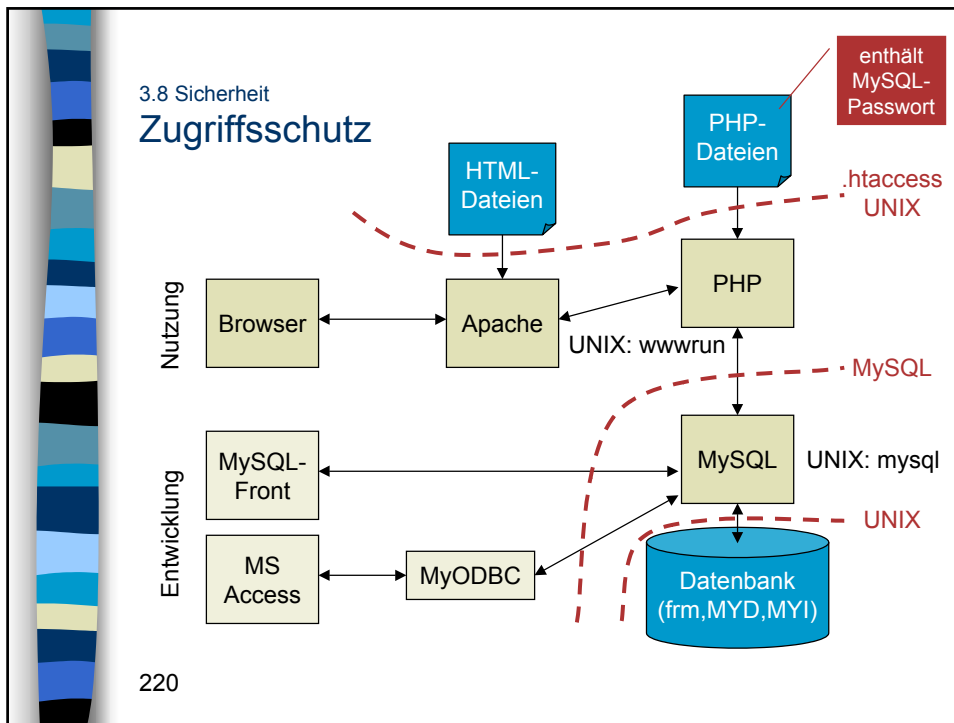 3.8 Sicherheit
Zugriffsschutz
enthält
MySQL-
Passwort
PHP-
Dateien
HTML-
Dateien
.htaccess
UNIX
Nutzung
Browser
Apache
PHP
UNIX: wwwrun
MySQL
Entwicklung
MySQL-
Front
MySQL
UNIX: mysql
UNIX
MS
Access
MyODBC
Datenbank
(frm,MYD,MYI)
220